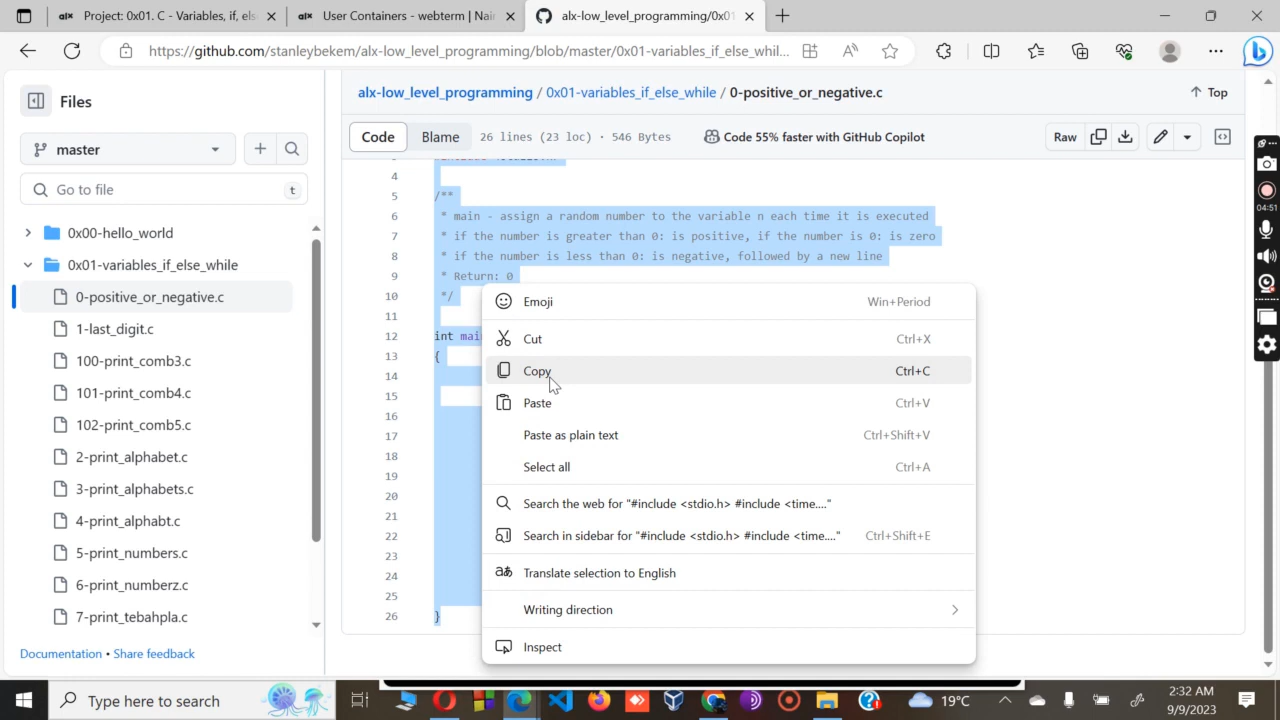 Project: 0x01. C - Variables, if, els
User Containers - webterm | Nair
alx-low_level_programming/0x01
https://github.com/stanleybekem/alx-low_level_programming/blob/master/0x01-variables_if_else_whil...
Files
master
Go to file
t
0x00-hello_world
0x01-variables_if_else_while
0-positive_or_negative.c
1-last_digit.c
100-print_comb3.c
101-print_comb4.c
102-print_comb5.c
2-print_alphabet.c
3-print_alphabets.c
4-print_alphabt.c
5-print_numbers.c
6-print_numberz.c
7-print_tebahpla.c
Documentation • Share feedback
alx-low_level_programming / 0x01-variables_if_else_while / 0-positive_or_negative.c
Top
Code
Blame
26 lines (23 loc) · 546 Bytes
Code 55% faster with GitHub Copilot
Raw
4
5 /**
6 * main - assign a random number to the variable n each time it is executed
7 * if the number is greater than 0: is positive, if the number is 0: is zero
8 * if the number is less than 0: is negative, followed by a new line
9 * Return: 0
10 */
11
12 int mai
13 {
14
15
16
17
18
19
20
21
22
23
24
25
26 }
Emoji Win+Period
Cut Ctrl+X
Copy Ctrl+C
Paste Ctrl+V
Paste as plain text Ctrl+Shift+V
Select all Ctrl+A
Search the web for "#include <stdio.h> #include <time...."
Search in sidebar for "#include <stdio.h> #include <time...." Ctrl+Shift+E
Translate selection to English
Writing direction
Inspect
04:51
Type here to search
19°C
2:32 AM
9/9/2023